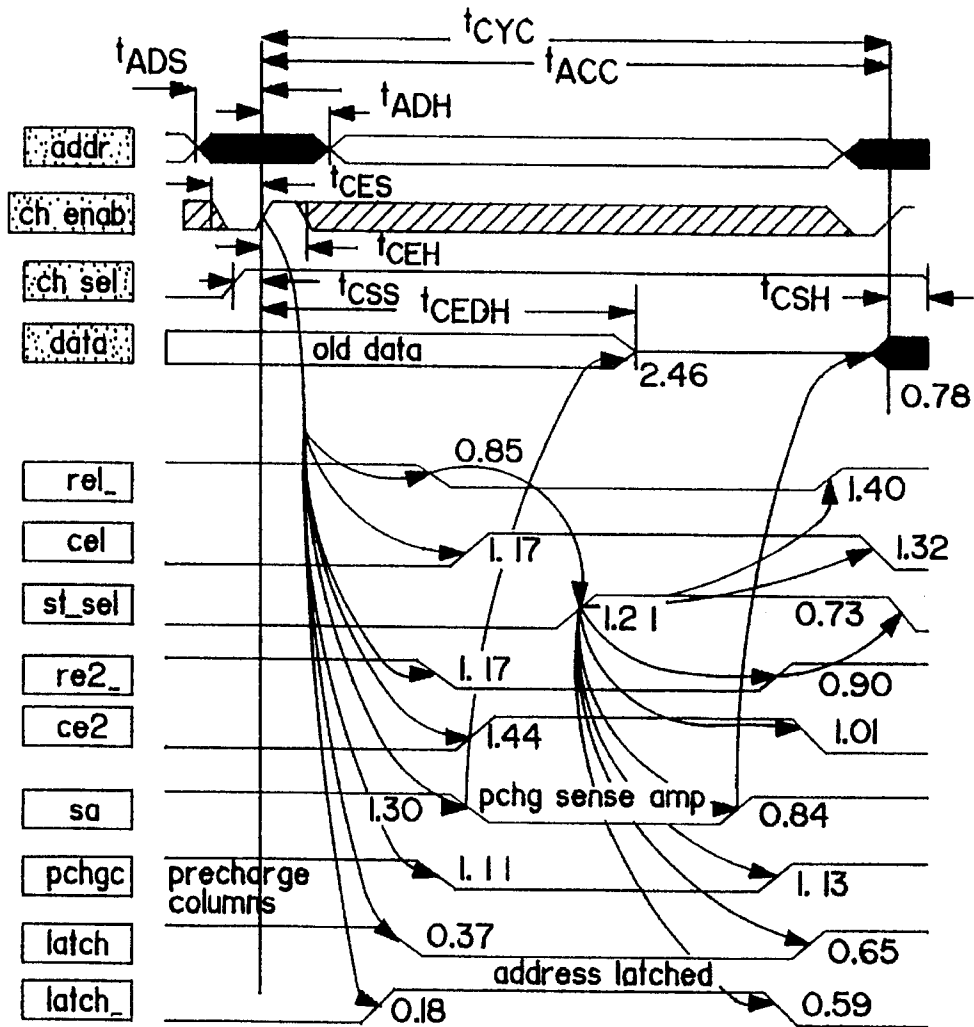 tCYC
tADS
tACC
tADH
addr
tCES
ch enab
tCEH
ch sel
tCSS
tCEDH
tCSH
data
old data
2.46
0.78
rel_
0.85
1.40
cel
1.17
1.32
st_sel
1.21
0.73
re2_
1.17
0.90
ce2
1.44
1.01
sa
1.30
pchg sense amp
0.84
pchgc
precharge
columns
1.11
1.13
latch
0.37
0.65
address latched
latch_
0.18
0.59